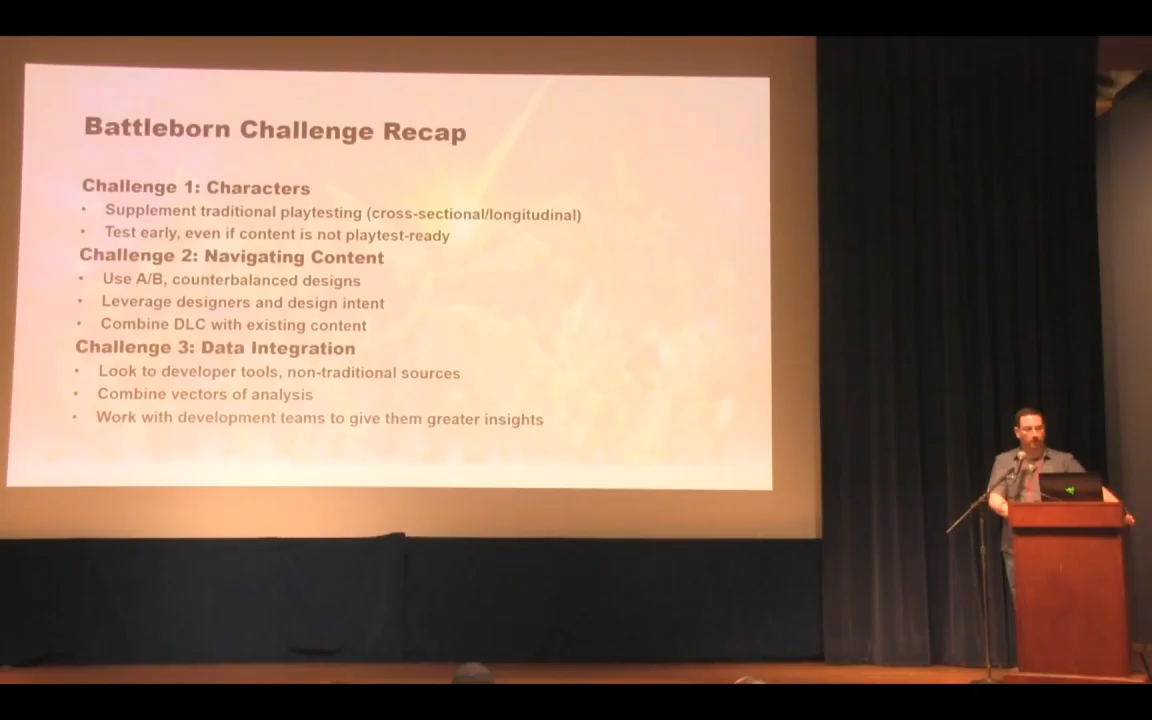 Battleborn Challenge Recap
Challenge 1: Characters
• Supplement traditional playtesting (cross-sectional/longitudinal)
• Test early, even if content is not playtest-ready
Challenge 2: Navigating Content
• Use A/B, counterbalanced designs
• Leverage designers and design intent
• Combine DLC with existing content
Challenge 3: Data Integration
• Look to developer tools, non-traditional sources
• Combine vectors of analysis
• Work with development teams to give them greater insights